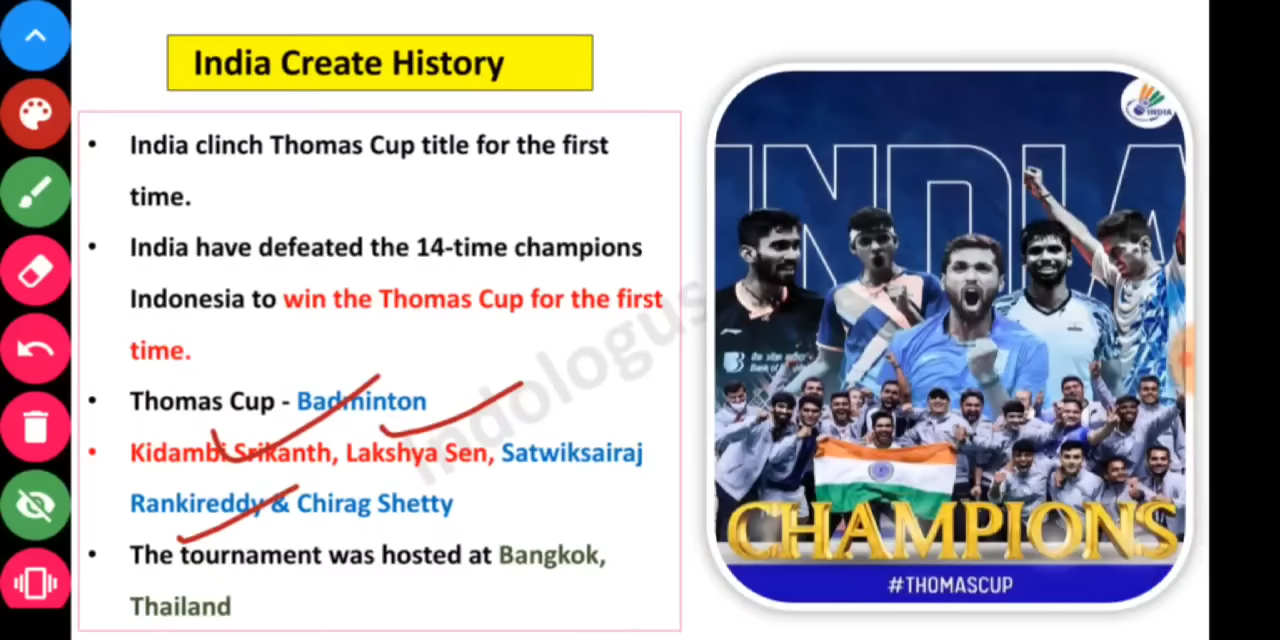 India Create History
• India clinch Thomas Cup title for the first
time.
• India have defeated the 14-time champions
Indonesia to win the Thomas Cup for the first
time.
• Thomas Cup - Badminton
• Kidambi Srikanth, Lakshya Sen, Satwiksairaj
Rankireddy & Chirag Shetty
• The tournament was hosted at Bangkok,
Thailand
Indologus
INDIA
INDIA
CHAMPIONS
#THOMASCUP